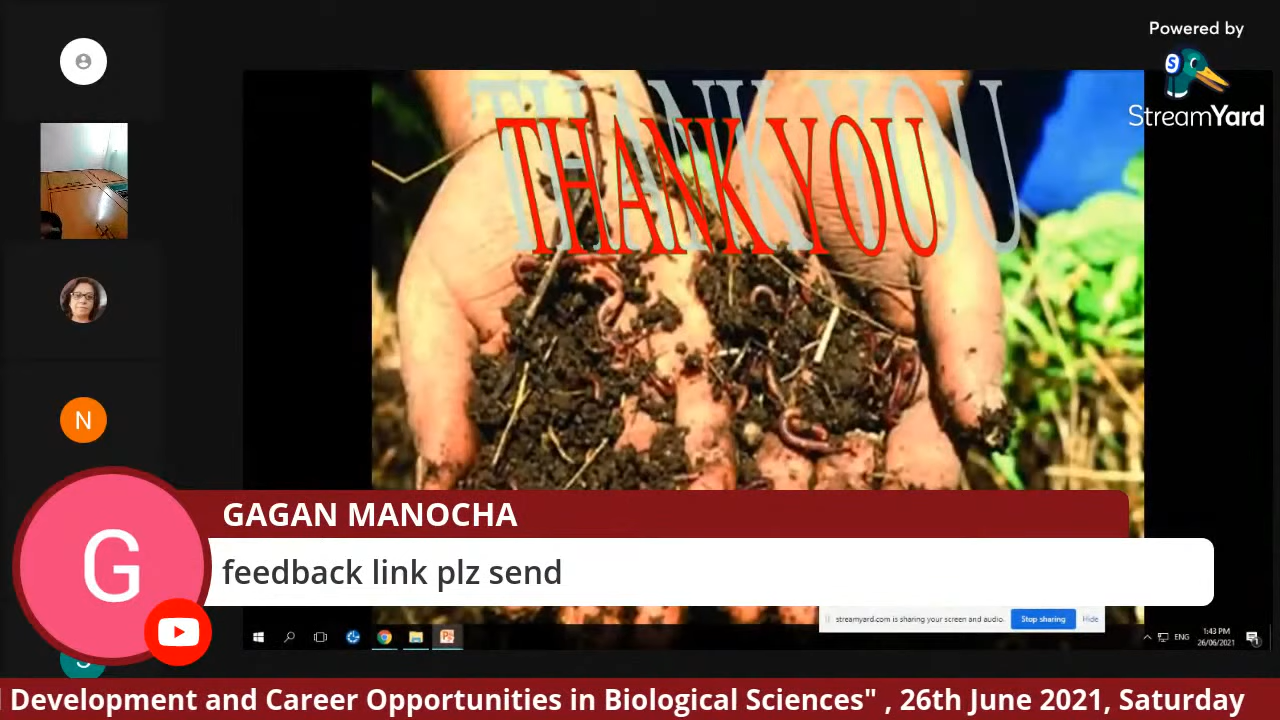 Powered by
StreamYard
THANK YOU
N
G
GAGAN MANOCHA
feedback link plz send
streamyard.com is sharing your screen and audio.
Stop sharing
Hide
ENG
1:43 PM
26/06/2021
Development and Career Opportunities in Biological Sciences" , 26th June 2021, Saturday